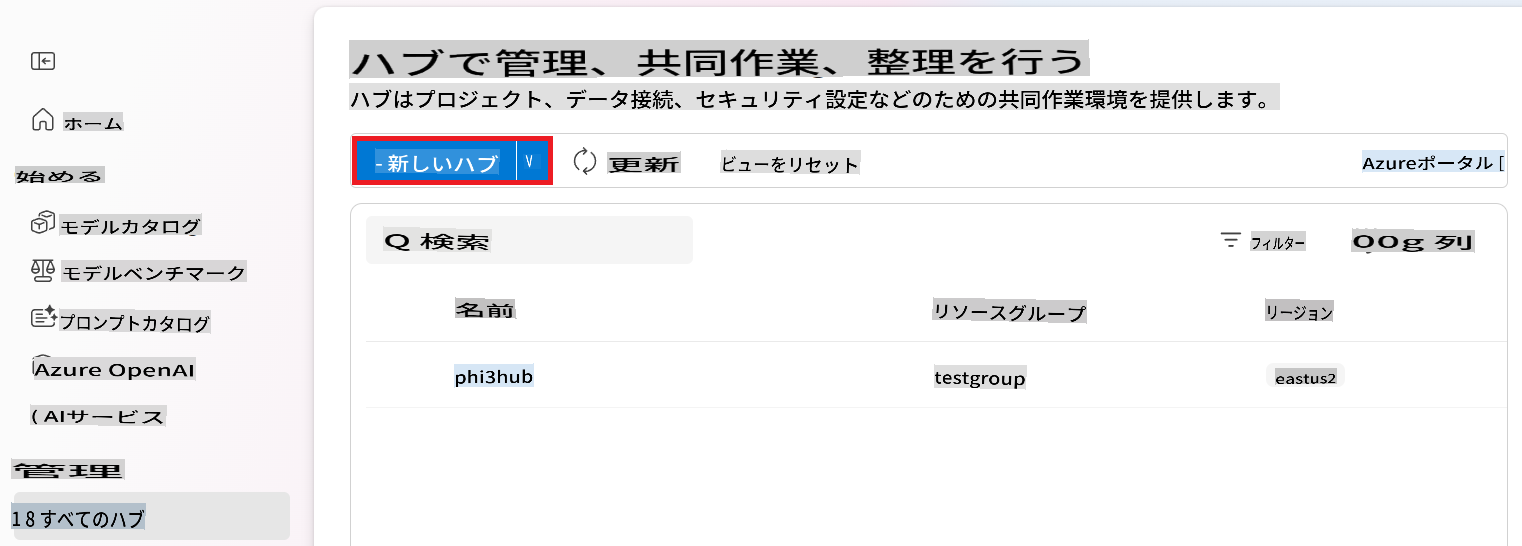 ホーム
始める
モデルカタログ
モデルベンチマーク
プロンプトカタログ
Azure OpenAI
( AIサービス
管理
18 すべてのハブ
ハブで管理、共同作業、整理を行う
ハブはプロジェクト、データ接続、セキュリティ設定などのための共同作業環境を提供します。
- 新しいハブ V 更新 ビューをリセット Azureポータル [
Q 検索 フィルター 00g 列
名前 リソースグループ リージョン
phi3hub testgroup eastus2